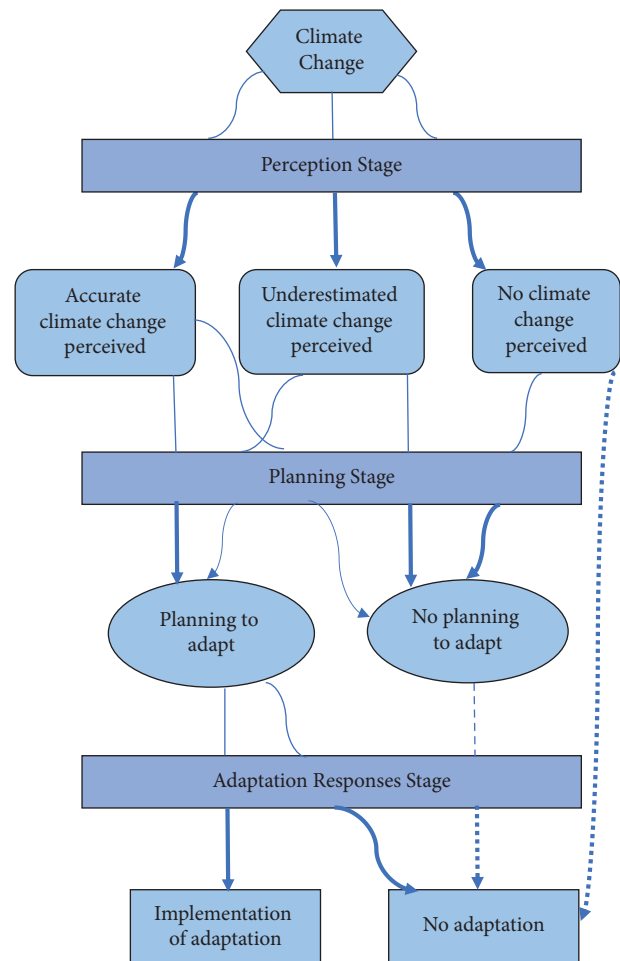 Climate
Change
Perception Stage
Accurate
climate change
perceived
Underestimated
climate change
perceived
No climate
change
perceived
Planning Stage
Planning to
adapt
No planning
to adapt
Adaptation Responses Stage
Implementation
of adaptation
No adaptation